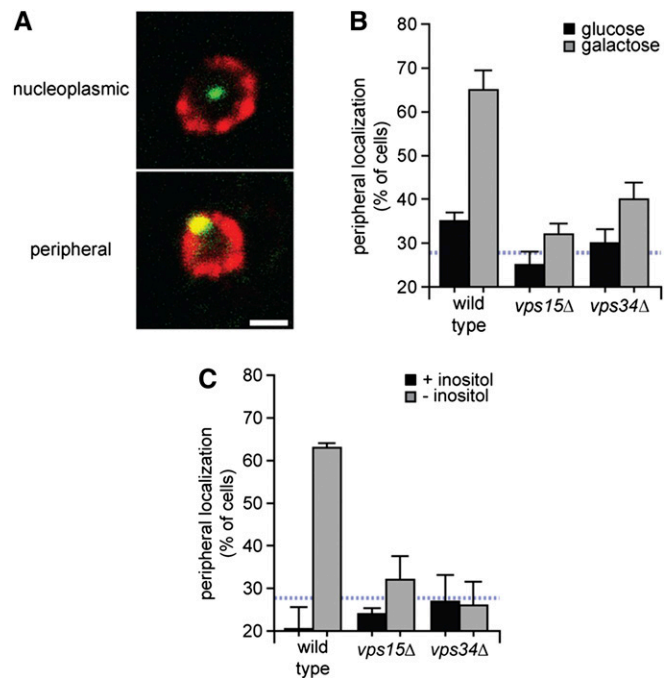 A
nucleoplasmic
peripheral
B
glucose
galactose
peripheral localization
(% of cells)
80
70
60
50
40
30
20
wild
type
vps15Δ
vps34Δ
C
+ inositol
- inositol
peripheral localization
(% of cells)
80
70
60
50
40
30
20
wild
type
vps15Δ
vps34Δ